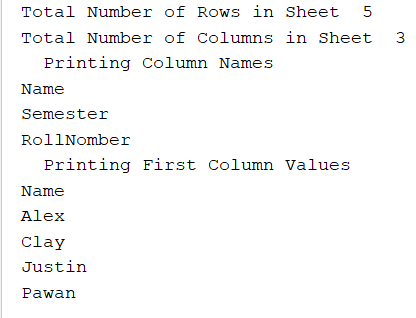 Total Number of Rows in Sheet  5
Total Number of Columns in Sheet  3
  Printing Column Names
Name
Semester
RollNomber
  Printing First Column Values
Name
Alex
Clay
Justin
Pawan